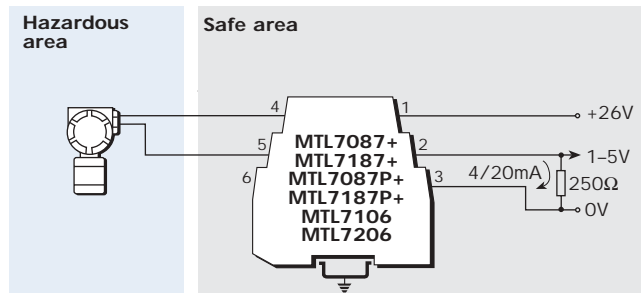 Hazardous
area
Safe area
4
1
+26V
5
2
1–5V
MTL7087+
MTL7187+
MTL7087P+
MTL7187P+
MTL7106
MTL7206
6
3
4/20mA
250Ω
0V